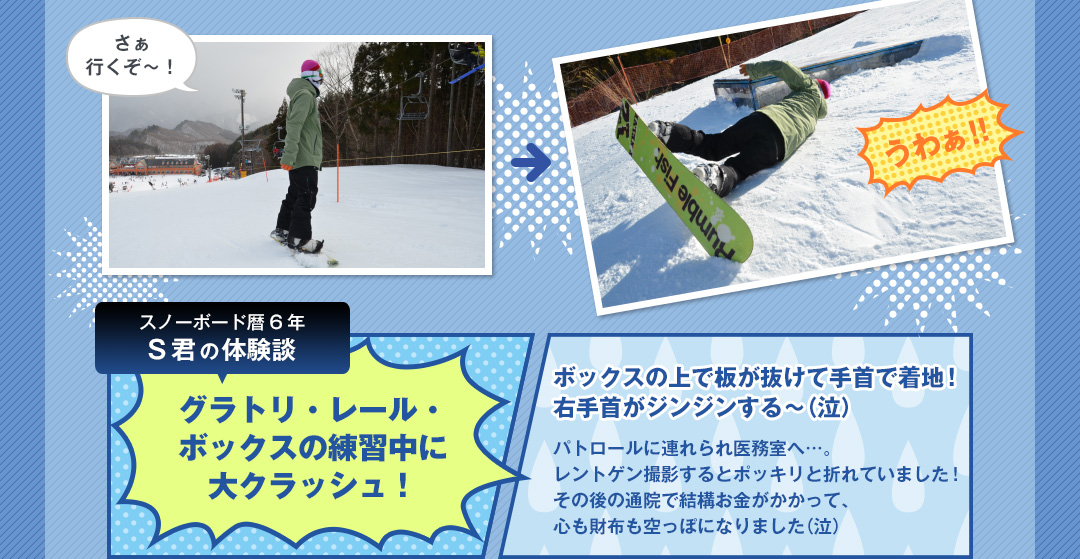 さぁ
行くぞ～！
うわぁ!!
Rumble Fish
スノーボード暦６年
Ｓ君の体験談
グラトリ・レール・
ボックスの練習中に
大クラッシュ！
ボックスの上で板が抜けて手首で着地！
右手首がジンジンする～（泣）
パトロールに連れられ医務室へ…。
レントゲン撮影するとポッキリと折れていました！
その後の通院で結構お金がかかって、
心も財布も空っぽになりました（泣）